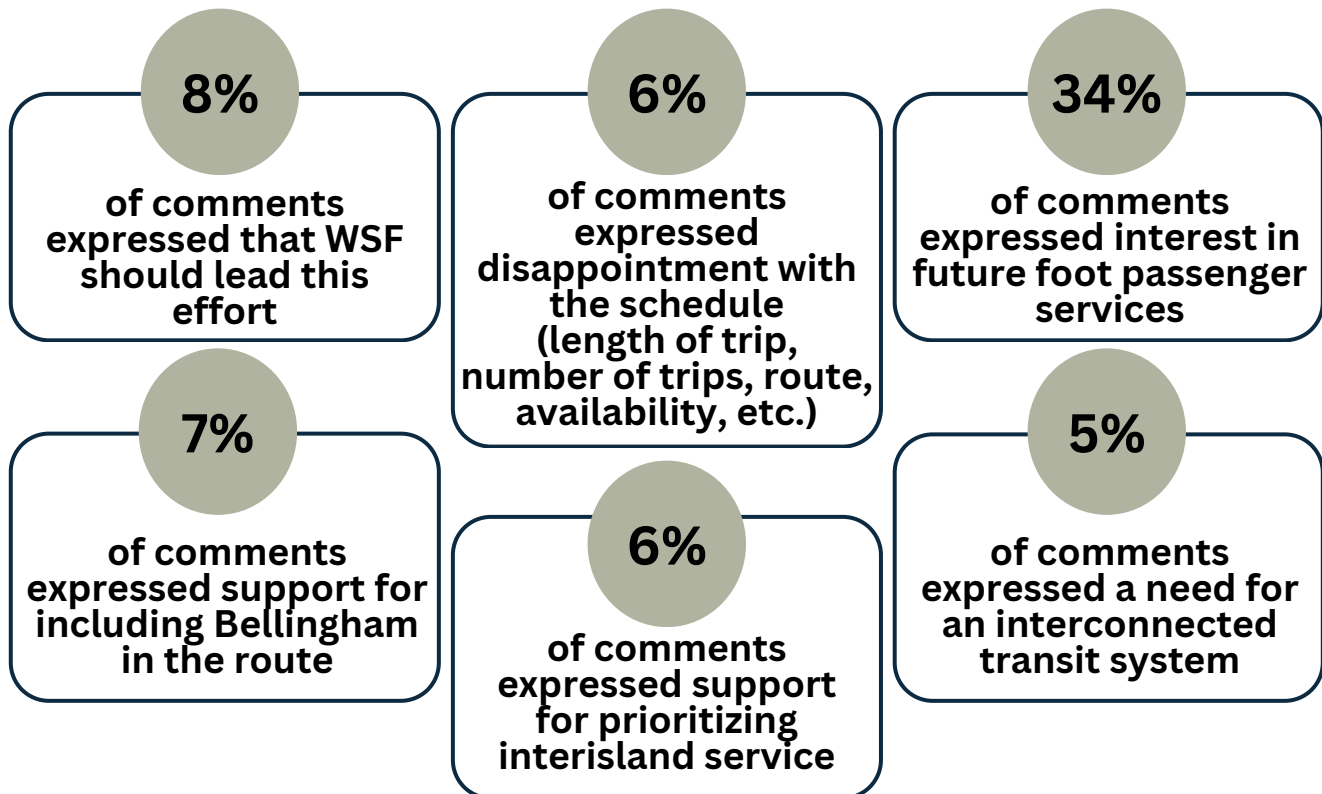 8%
of comments
expressed that WSF
should lead this
effort
6%
of comments
expressed
disappointment with
the schedule
(length of trip,
number of trips, route,
availability, etc.)
34%
of comments
expressed interest in
future foot passenger
services
7%
of comments
expressed support for
including Bellingham
in the route
6%
of comments
expressed support
for prioritizing
interisland service
5%
of comments
expressed a need for
an interconnected
transit system